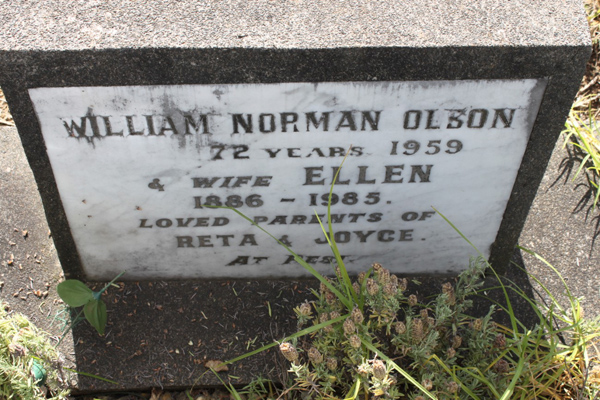 WILLIAM NORMAN OLSON
72 YEARS 1959
& WIFE ELLEN
1886 - 1985.
LOVED PARENTS OF
RETA & JOYCE.
AT REST